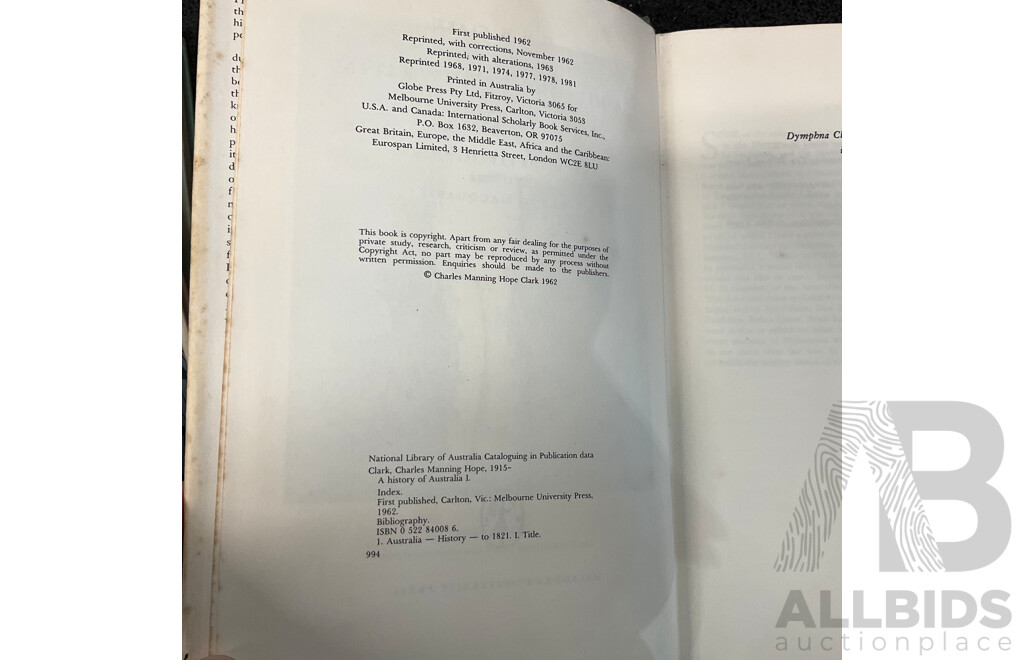 First published 1962
Reprinted, with corrections, November 1962
Reprinted, with alterations, 1963
Reprinted 1968, 1971, 1974, 1977, 1978, 1981
Printed in Australia by
Globe Press Pty Ltd, Fitzroy, Victoria 3065 for
Melbourne University Press, Carlton, Victoria 3053
U.S.A. and Canada: International Scholarly Book Services, Inc.,
P.O. Box 1632, Beaverton, OR 97075
Great Britain, Europe, the Middle East, Africa and the Caribbean:
Eurospan Limited, 3 Henrietta Street, London WC2E 8LU
This book is copyright. Apart from any fair dealing for the purposes of
private study, research, criticism or review, as permitted under the
Copyright Act, no part may be reproduced by any process without
written permission. Enquiries should be made to the publishers.
© Charles Manning Hope Clark 1962
National Library of Australia Cataloguing in Publication data
Clark, Charles Manning Hope, 1915–
A history of Australia I.
Index.
First published, Carlton, Vic.: Melbourne University Press,
1962.
Bibliography.
ISBN 0 522 84008 6.
1. Australia — History — to 1821. I. Title.
994
Dymphna
AB
ALLBIDS
auctionplace